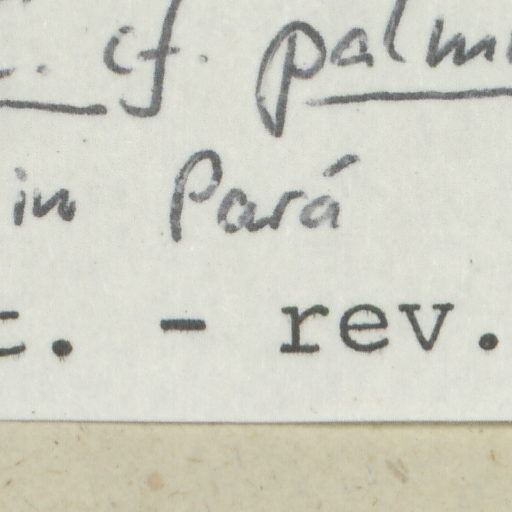 cf. palm
in Pará
t. - rev.